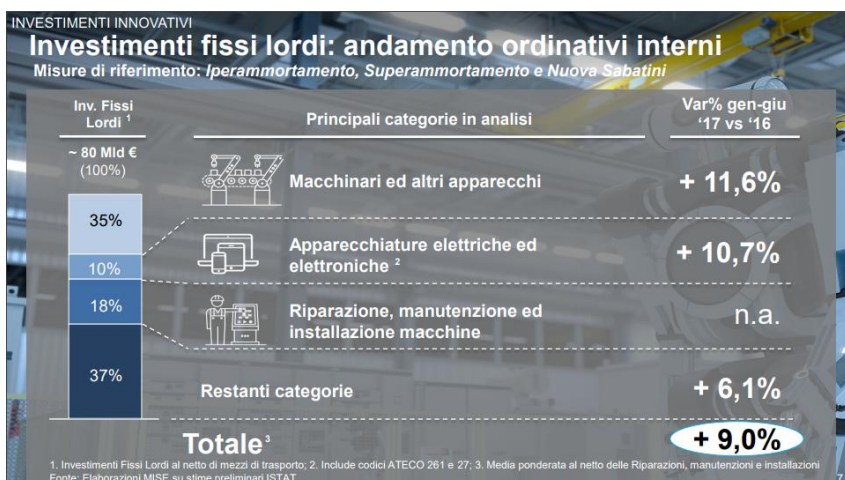 INVESTIMENTI INNOVATIVI
Investimenti fissi lordi: andamento ordinativi interni
Misure di riferimento: Iperammortamento, Superammortamento e Nuova Sabatini
Inv. Fissi
Lordi 1
Principali categorie in analisi
Var% gen-giu
‘17 vs ‘16
~ 80 Mld €
(100%)
35%
Macchinari ed altri apparecchi
+ 11,6%
10%
Apparecchiature elettriche ed
elettroniche 2
+ 10,7%
18%
Riparazione, manutenzione ed
installazione macchine
n.a.
37%
Restanti categorie
+ 6,1%
Totale3
+ 9,0%
1. Investimenti Fissi Lordi al netto di mezzi di trasporto; 2. Include codici ATECO 261 e 27; 3. Media ponderata al netto delle Riparazioni, manutenzioni e installazioni
Fonte: Elaborazioni MISE su stime preliminari ISTAT
7